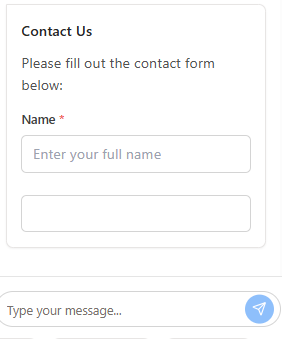 Contact Us
Please fill out the contact form
below:
Name *
Enter your full name
Type your message...